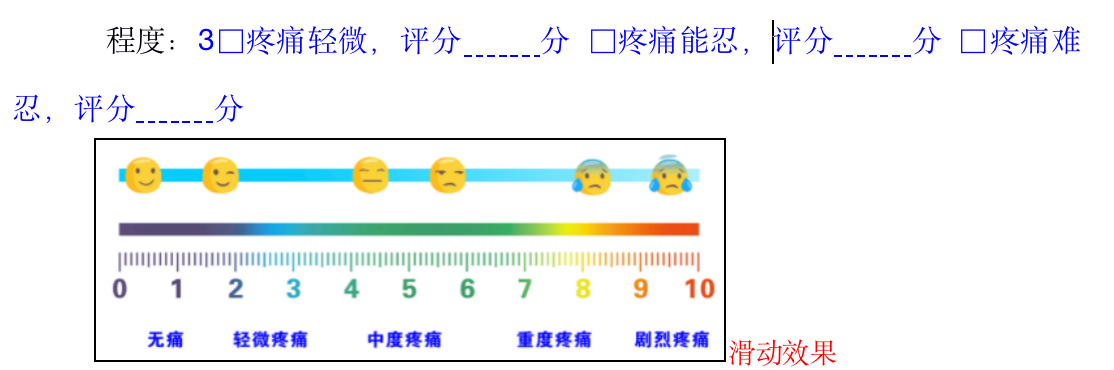 程度：3□疼痛轻微，评分______分 □疼痛能忍，评分______分 □疼痛难
忍，评分______分
0 1 2 3 4 5 6 7 8 9 10
无痛 轻微疼痛 中度疼痛 重度疼痛 剧烈疼痛
滑动效果